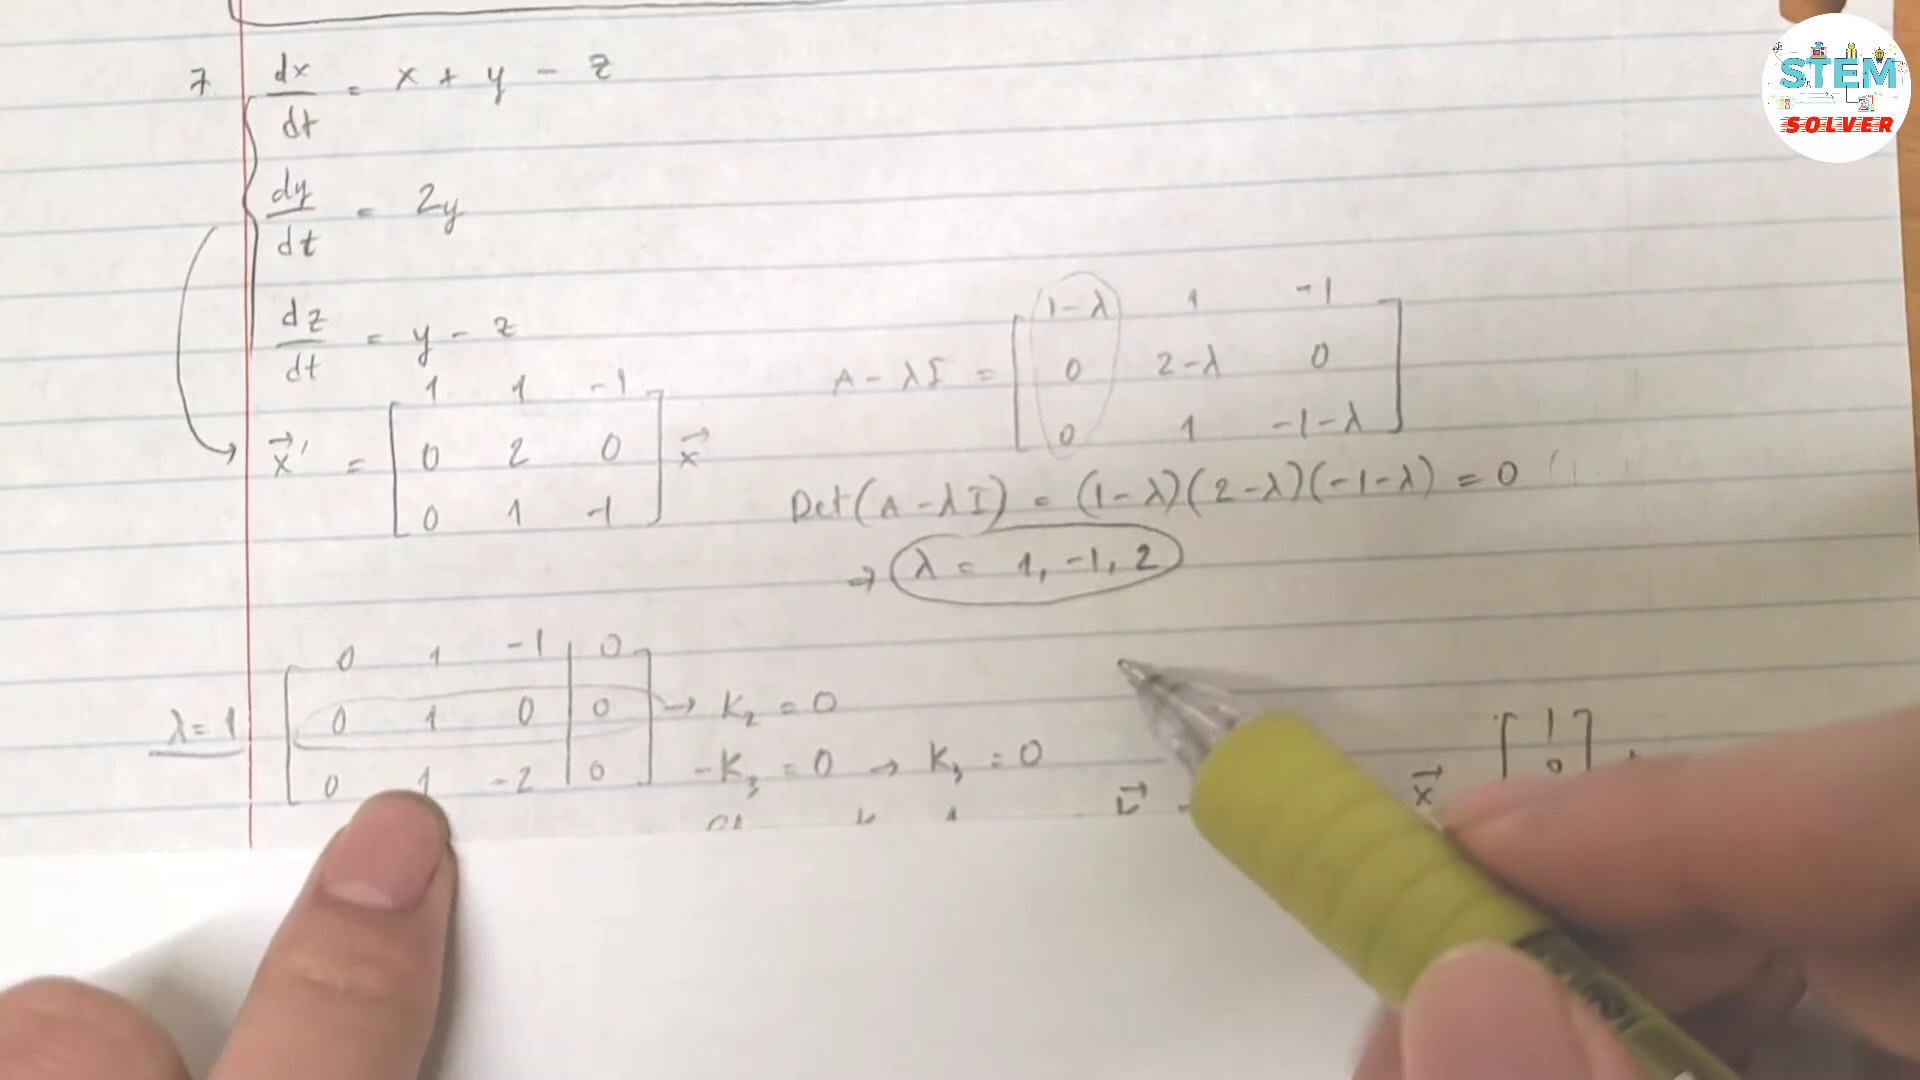 7 dx/dt = x + y - z
dy/dt = 2y
dz/dt = y - z
x⃗' = [1 1 -1
0 2 0
0 1 -1] x⃗
A - λI = [1-λ 1 -1
0 2-λ 0
0 1 -1-λ]
Det(A - λI) = (1-λ)(2-λ)(-1-λ) = 0
→ λ = 1, -1, 2
λ = 1 [0 1 -1 | 0
0 1 0 | 0
0 1 -2 | 0]
→ K₂ = 0
-K₃ = 0 → K₃ = 0
x⃗ [1
0
STEM
SOLVER